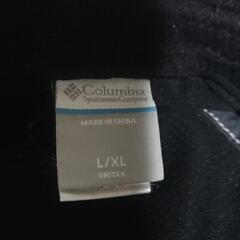 Columbia
Sportswear Company
MADE IN CHINA
L/XL
UNISEX